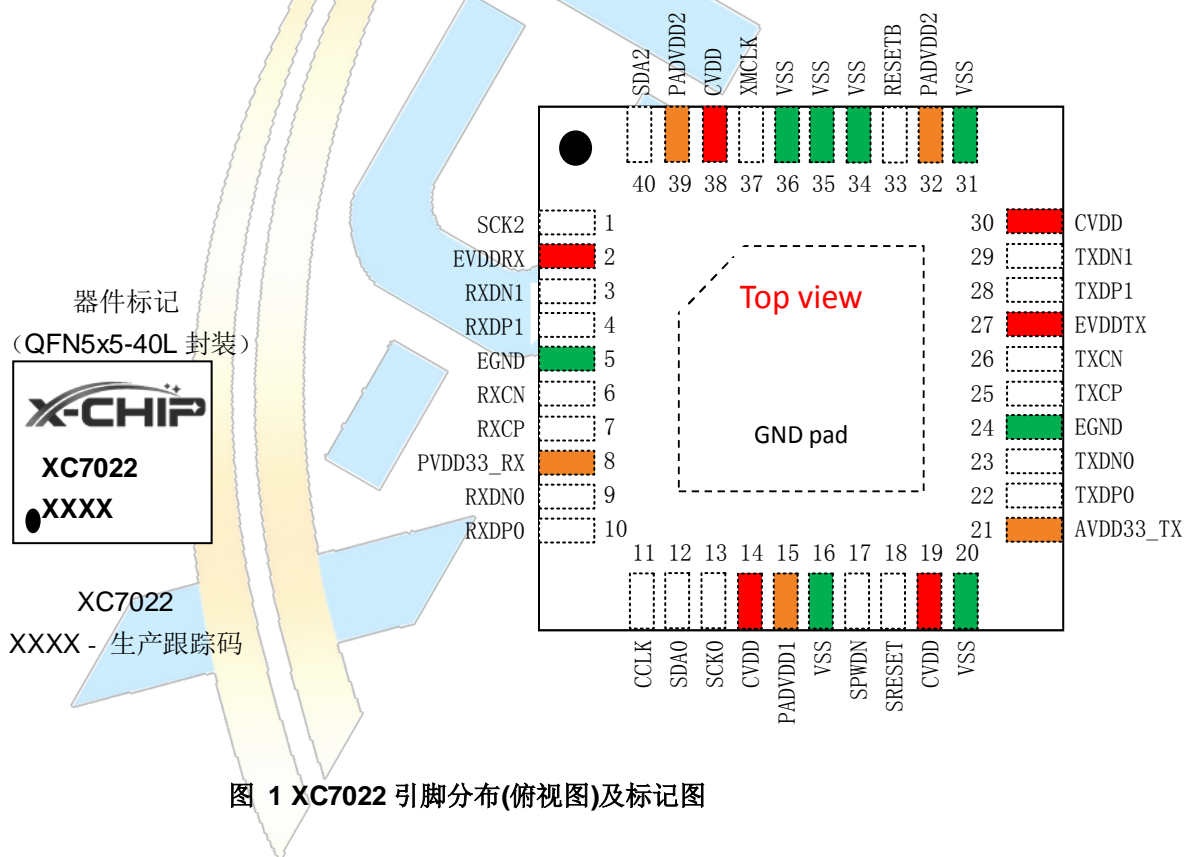 SDA2
PADVDD2
CVDD
XMCLK
VSS
VSS
VSS
RESETB
PADVDD2
VSS
40 39 38 37 36 35 34 33 32 31
SCK2 1
EVDDRX 2
RXDN1 3
RXDP1 4
EGND 5
RXCN 6
RXCP 7
PVDD33_RX 8
RXDN0 9
RXDP0 10
30 CVDD
29 TXDN1
28 TXDP1
27 EVDDTX
26 TXCN
25 TXCP
24 EGND
23 TXDN0
22 TXDP0
21 AVDD33_TX
Top view
GND pad
11 12 13 14 15 16 17 18 19 20
CCLK
SDA0
SCK0
CVDD
PADVDD1
VSS
SPWDN
SRESET
CVDD
VSS
器件标记
（QFN5x5-40L 封装）
X-CHIP
XC7022
XXXX
XC7022
XXXX - 生产跟踪码
图 1 XC7022 引脚分布(俯视图)及标记图